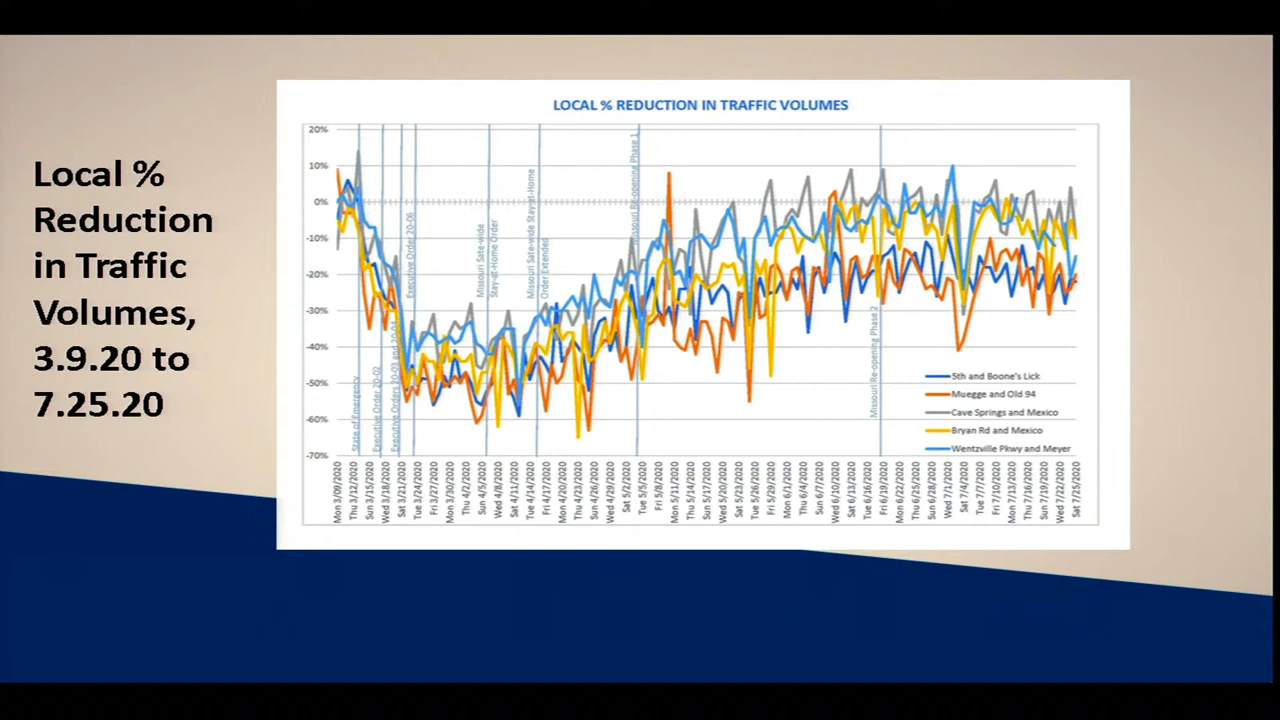 Local %
Reduction
in Traffic
Volumes,
3.9.20 to
7.25.20
LOCAL % REDUCTION IN TRAFFIC VOLUMES
20%
10%
0%
-10%
-20%
-30%
-40%
-50%
-60%
-70%
State of Emergency
Executive Order 20-02
Executive Orders 20-03 and 20-04
Executive Order 20-06
Missouri Sate-wide
Stay-at-Home Order
Missouri Sate-wide Stay-at-Home
Order Extended
Missouri Re-opening Phase 1
Missouri Re-opening Phase 2
5th and Boone's Lick
Muegge and Old 94
Cave Springs and Mexico
Bryan Rd and Mexico
Wentzville Pkwy and Meyer
Mon 3/09/2020
Thu 3/12/2020
Sun 3/15/2020
Wed 3/18/2020
Sat 3/21/2020
Tue 3/24/2020
Fri 3/27/2020
Mon 3/30/2020
Thu 4/2/2020
Sun 4/5/2020
Wed 4/8/2020
Sat 4/11/2020
Tue 4/14/2020
Fri 4/17/2020
Mon 4/20/2020
Thu 4/23/2020
Sun 4/26/2020
Wed 4/29/2020
Sat 5/2/2020
Tue 5/5/2020
Fri 5/8/2020
Mon 5/11/2020
Thu 5/14/2020
Sun 5/17/2020
Wed 5/20/2020
Sat 5/23/2020
Tue 5/26/2020
Fri 5/29/2020
Mon 6/1/2020
Thu 6/4/2020
Sun 6/7/2020
Wed 6/10/2020
Sat 6/13/2020
Tue 6/16/2020
Fri 6/19/2020
Mon 6/22/2020
Thu 6/25/2020
Sun 6/28/2020
Wed 7/1/2020
Sat 7/4/2020
Tue 7/7/2020
Fri 7/10/2020
Mon 7/13/2020
Thu 7/16/2020
Sun 7/19/2020
Wed 7/22/2020
Sat 7/25/2020